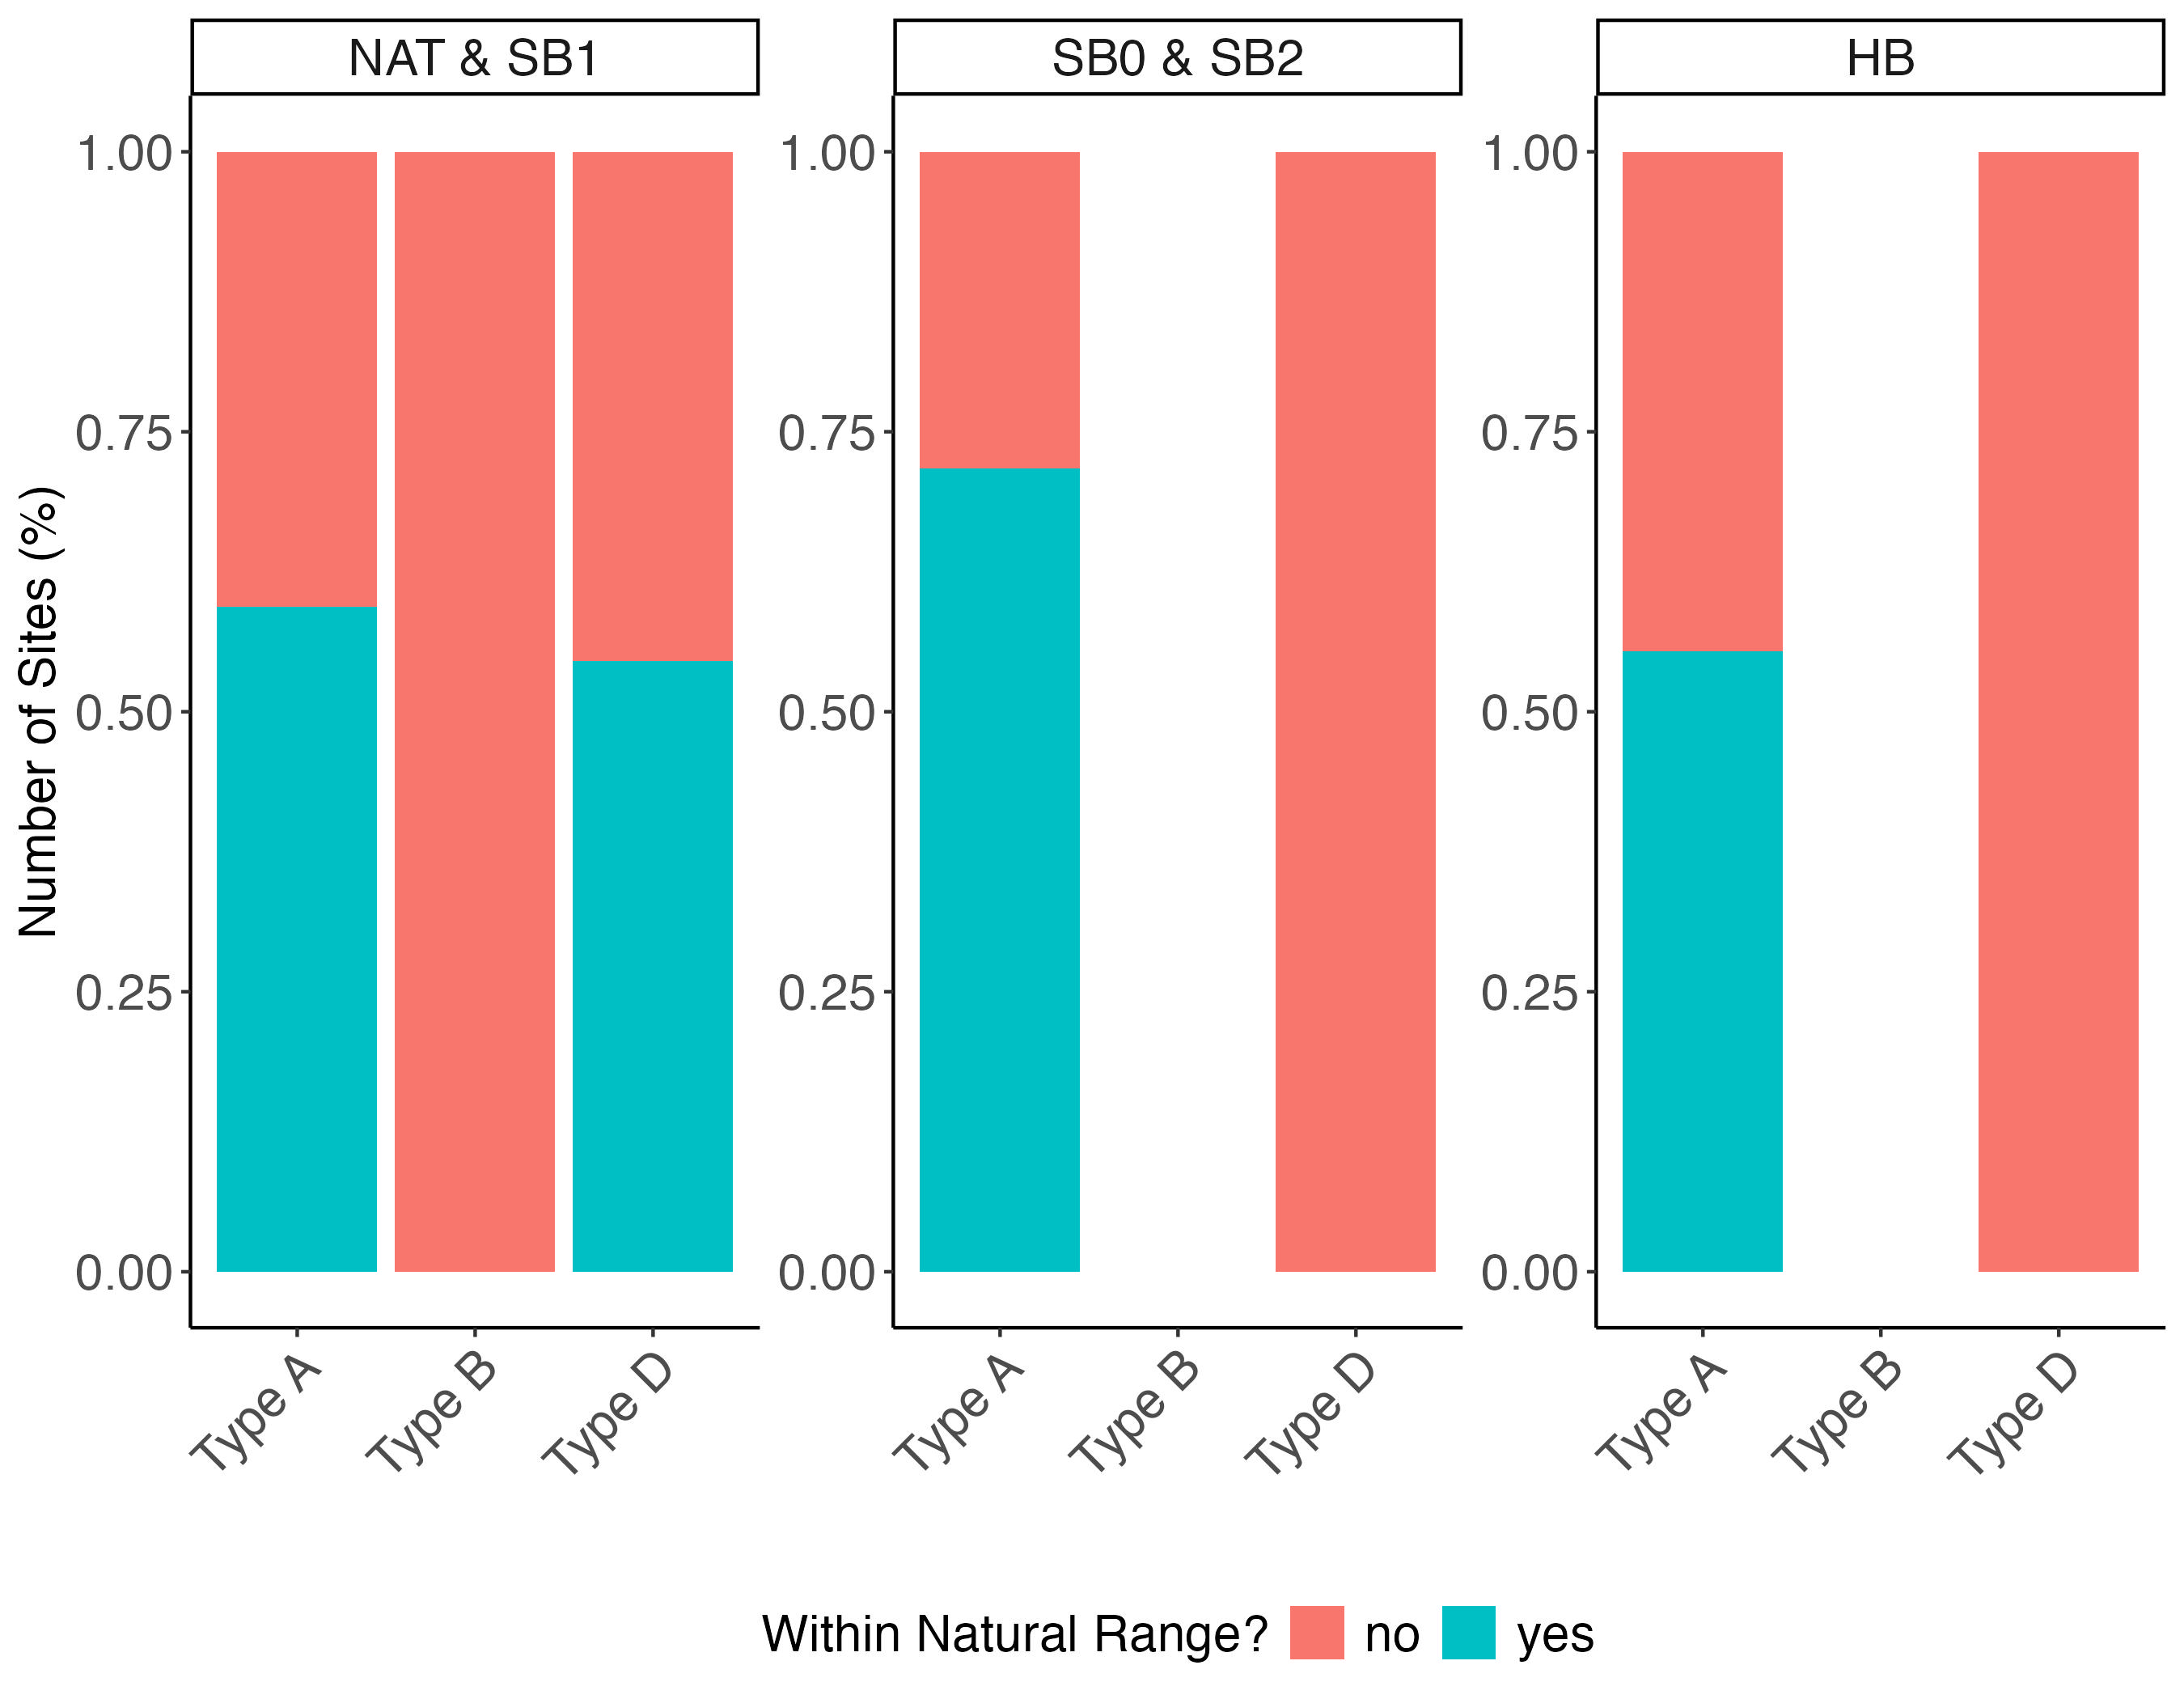 NAT & SB1
SB0 & SB2
HB
Number of Sites (%)
1.00
0.75
0.50
0.25
0.00
1.00
0.75
0.50
0.25
0.00
1.00
0.75
0.50
0.25
0.00
Type A
Type B
Type D
Type A
Type B
Type D
Type A
Type B
Type D
Within Natural Range? no yes